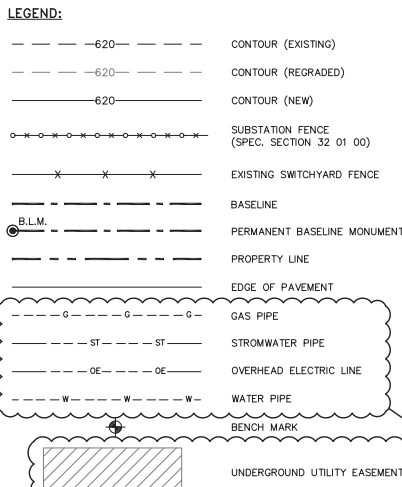 LEGEND:
620 CONTOUR (EXISTING)
620 CONTOUR (REGRADED)
620 CONTOUR (NEW)
SUBSTATION FENCE
(SPEC. SECTION 32 01 00)
X X X EXISTING SWITCHYARD FENCE
BASELINE
B.L.M.
PERMANENT BASELINE MONUMENT
PROPERTY LINE
EDGE OF PAVEMENT
G G G GAS PIPE
ST ST STROMWATER PIPE
OE OE OVERHEAD ELECTRIC LINE
W W W WATER PIPE
BENCH MARK
UNDERGROUND UTILITY EASEMENT